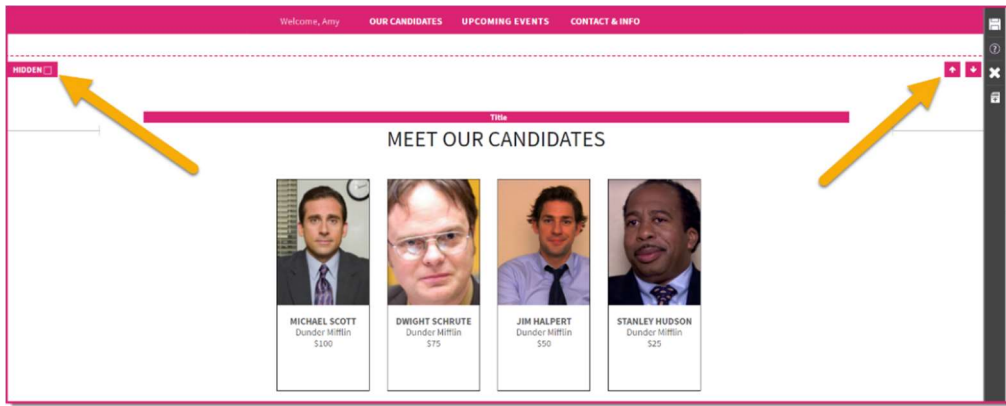 Welcome, Amy OUR CANDIDATES UPCOMING EVENTS CONTACT & INFO
HIDDEN
Title
MEET OUR CANDIDATES
MICHAEL SCOTT DWIGHT SCHRUTE JIM HALPERT STANLEY HUDSON
Dunder Mifflin Dunder Mifflin Dunder Mifflin Dunder Mifflin
$100 $75 $50 $25